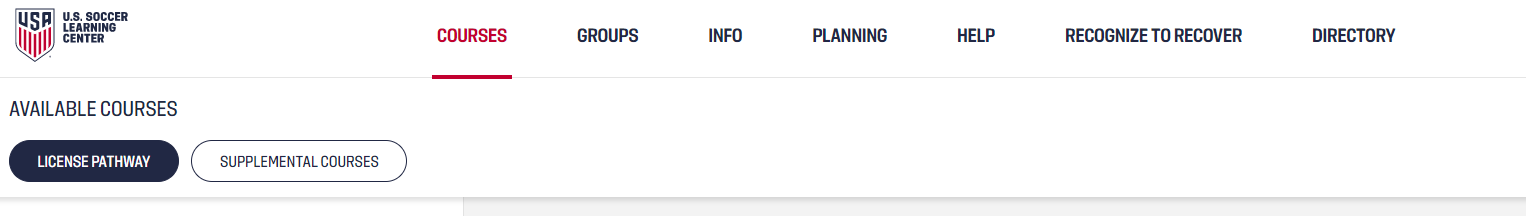 USA
U.S. SOCCER
LEARNING
CENTER
COURSES GROUPS INFO PLANNING HELP RECOGNIZE TO RECOVER DIRECTORY
AVAILABLE COURSES
LICENSE PATHWAY SUPPLEMENTAL COURSES